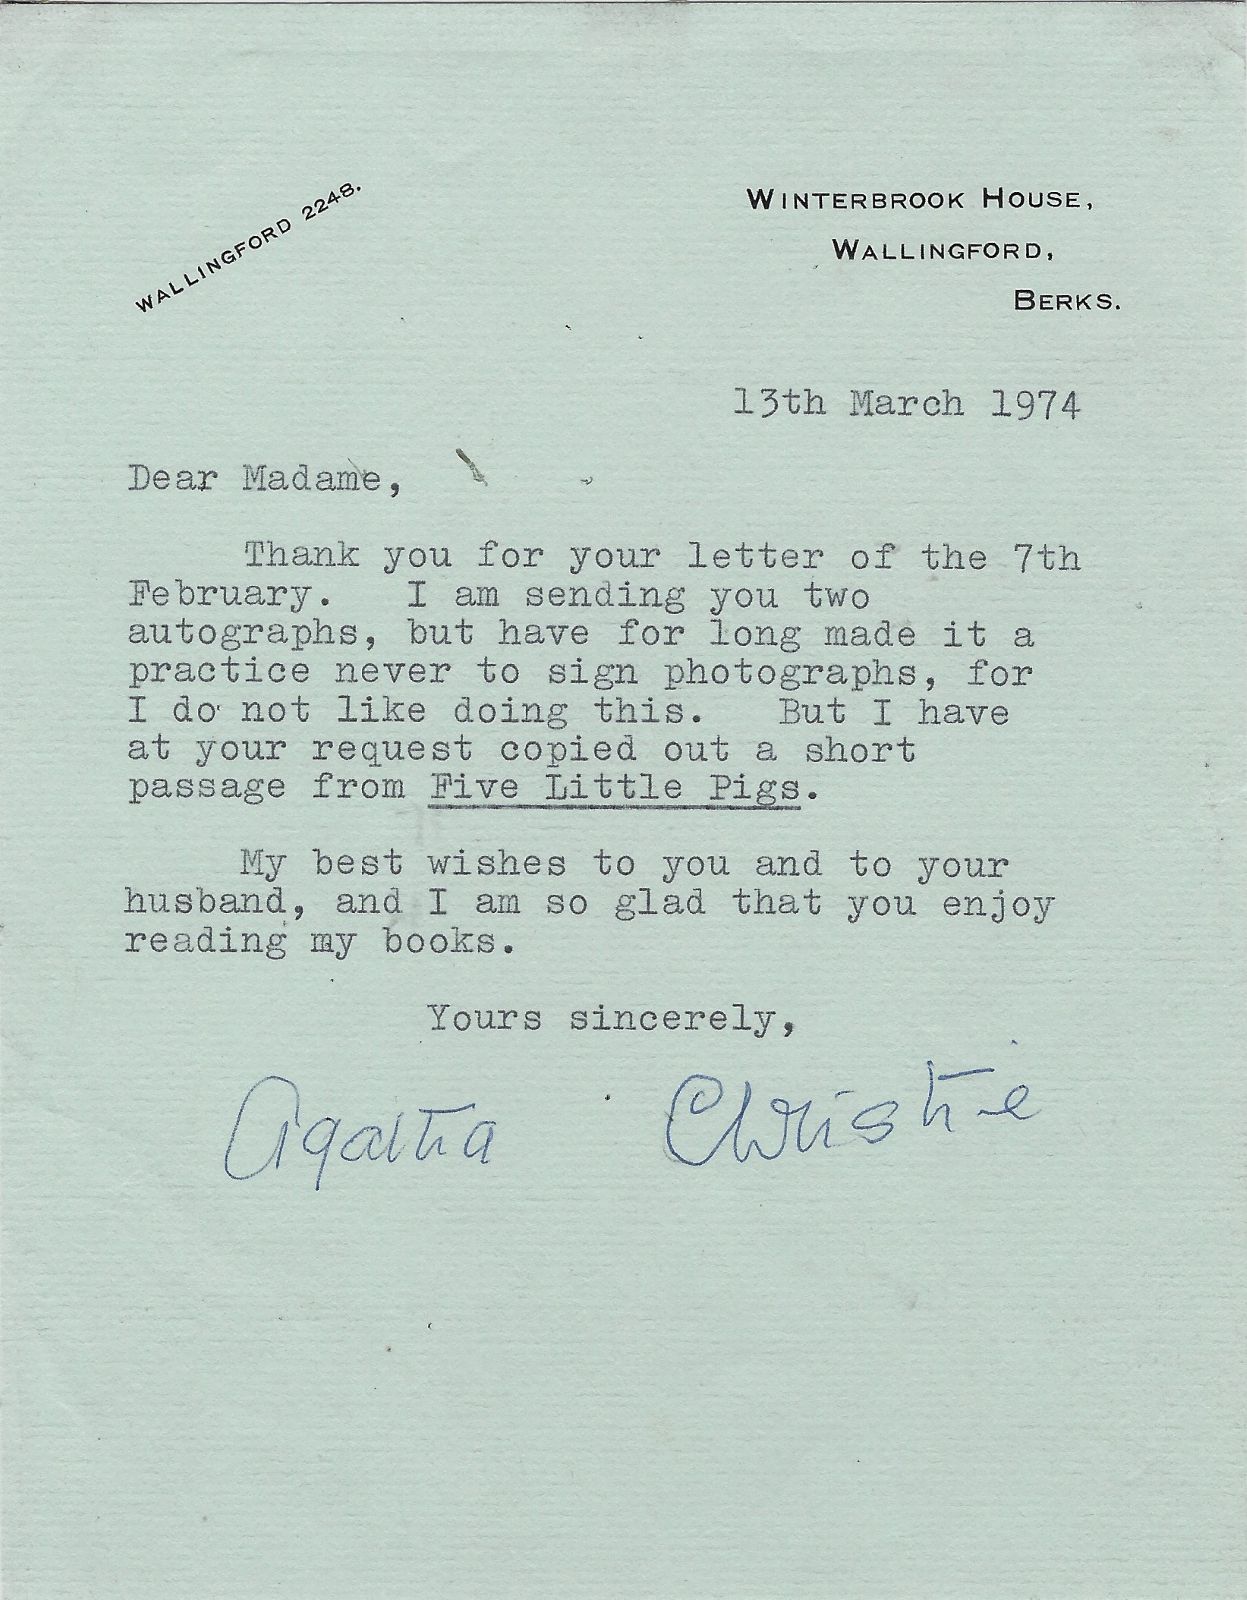 WALLINGFORD 2248.
WINTERBROOK HOUSE,
WALLINGFORD,
BERKS.
13th March 1974
Dear Madame,
Thank you for your letter of the 7th
February. I am sending you two
autographs, but have for long made it a
practice never to sign photographs, for
I do not like doing this. But I have
at your request copied out a short
passage from Five Little Pigs.
My best wishes to you and to your
husband, and I am so glad that you enjoy
reading my books.
Yours sincerely,
Agatha Christie